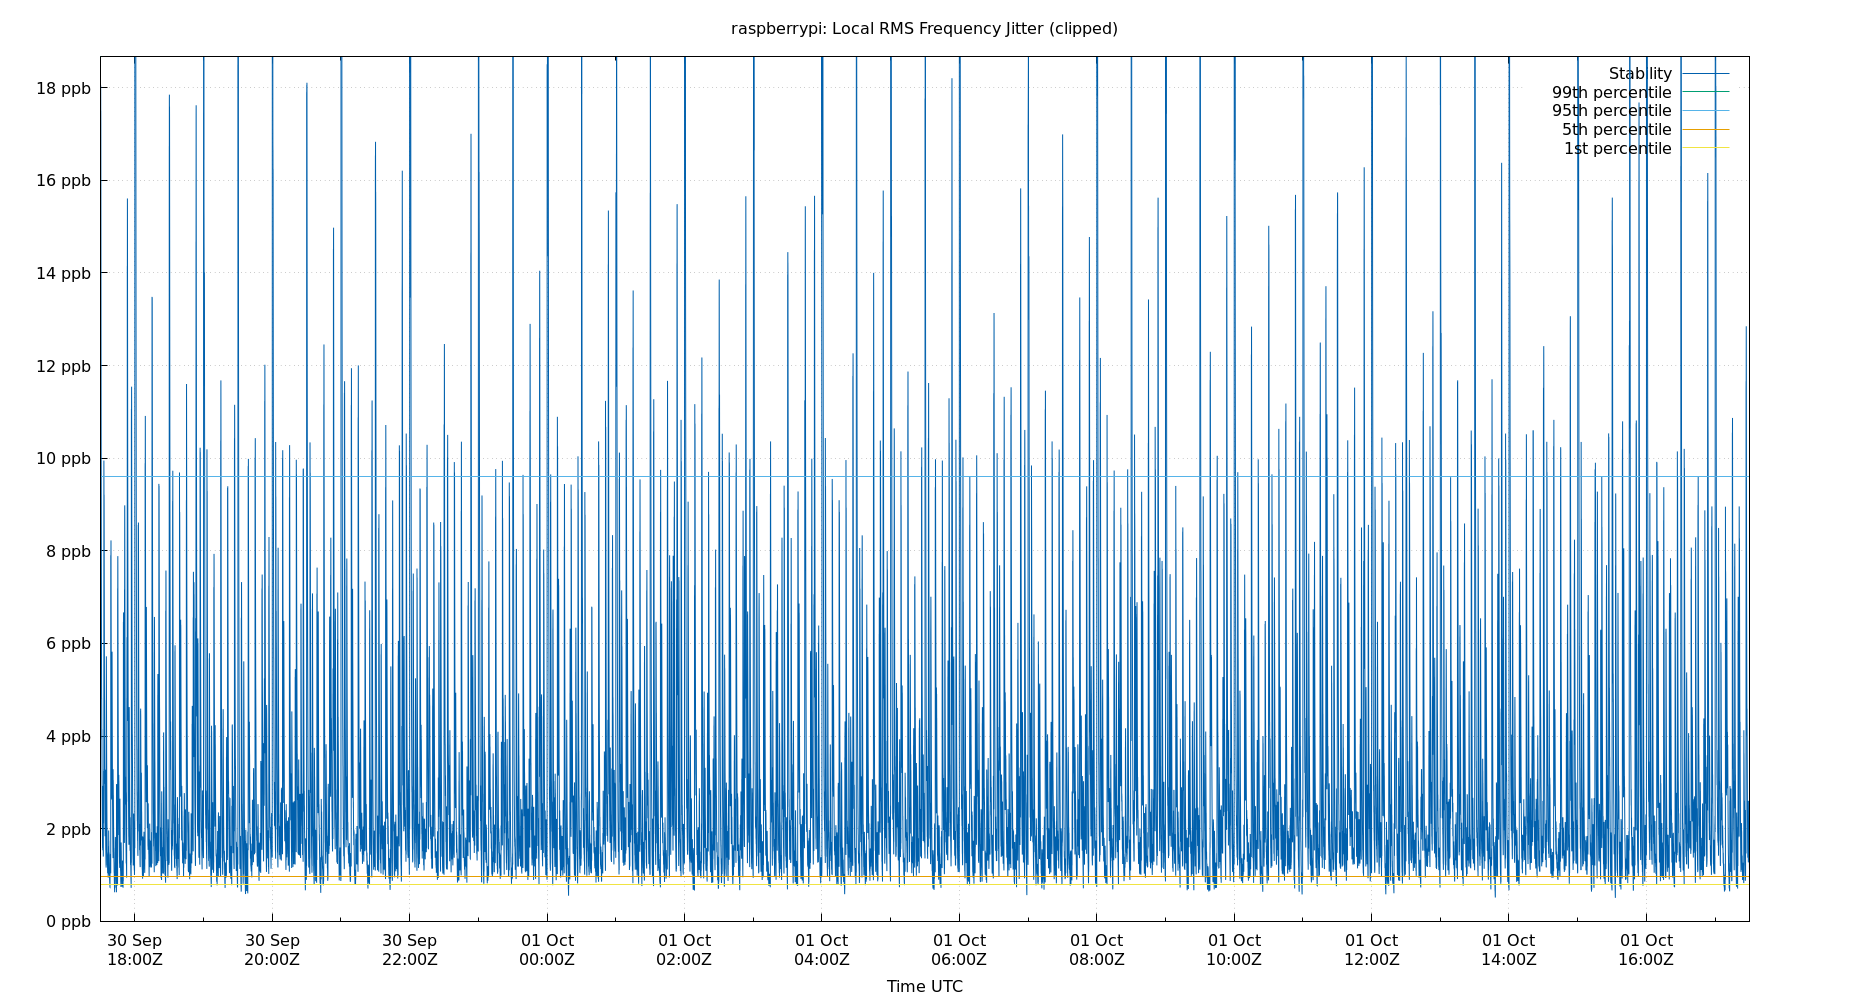 raspberrypi: Local RMS Frequency Jitter (clipped)
18 ppb
16 ppb
14 ppb
12 ppb
10 ppb
8 ppb
6 ppb
4 ppb
2 ppb
0 ppb
Stability
99th percentile
95th percentile
5th percentile
1st percentile
30 Sep 30 Sep 30 Sep 01 Oct 01 Oct 01 Oct 01 Oct 01 Oct 01 Oct 01 Oct 01 Oct 01 Oct
18:00Z 20:00Z 22:00Z 00:00Z 02:00Z 04:00Z 06:00Z 08:00Z 10:00Z 12:00Z 14:00Z 16:00Z
Time UTC